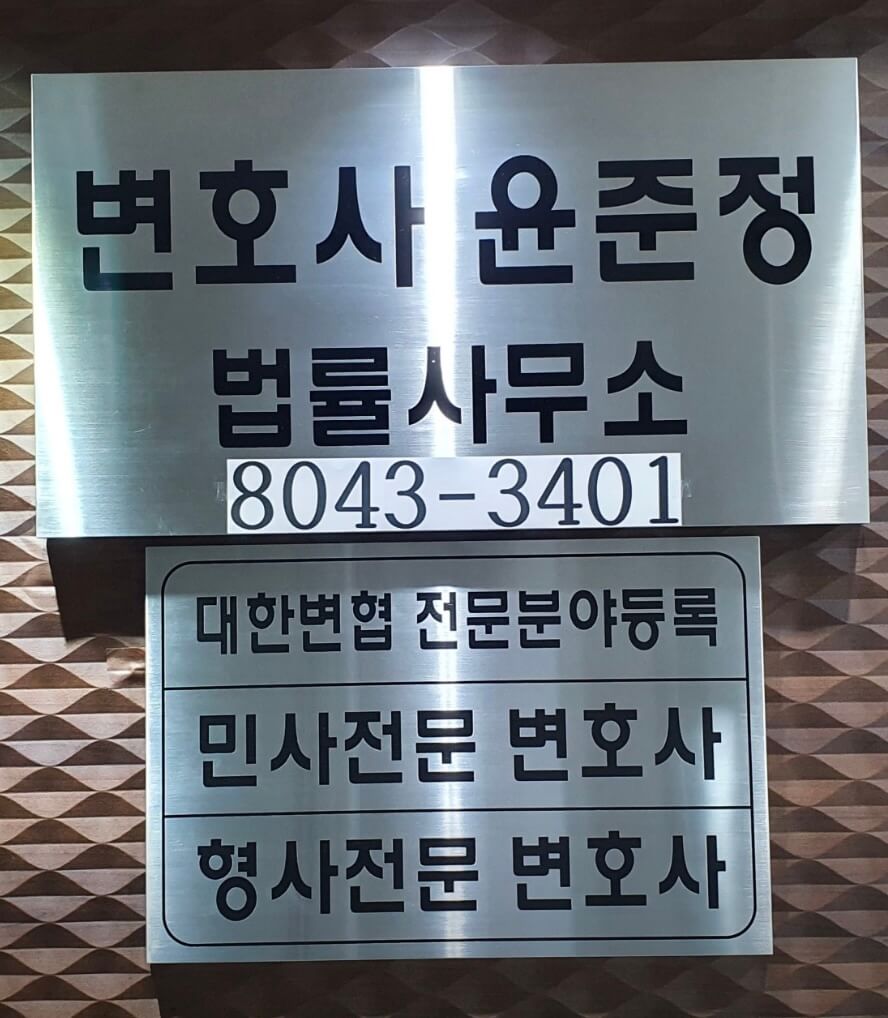 변호사 윤준정
법률사무소
8043-3401
대한변협 전문분야등록
민사전문 변호사
형사전문 변호사